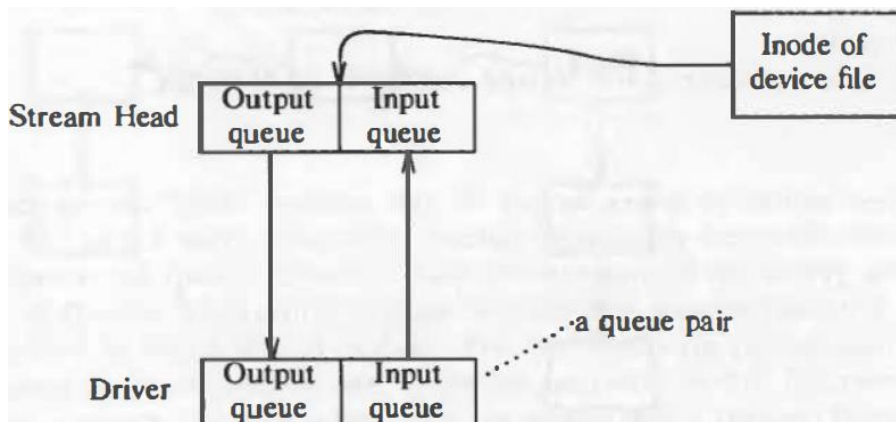 Inode of
device file
Stream Head
Output
queue
Input
queue
a queue pair
Driver
Output
queue
Input
queue